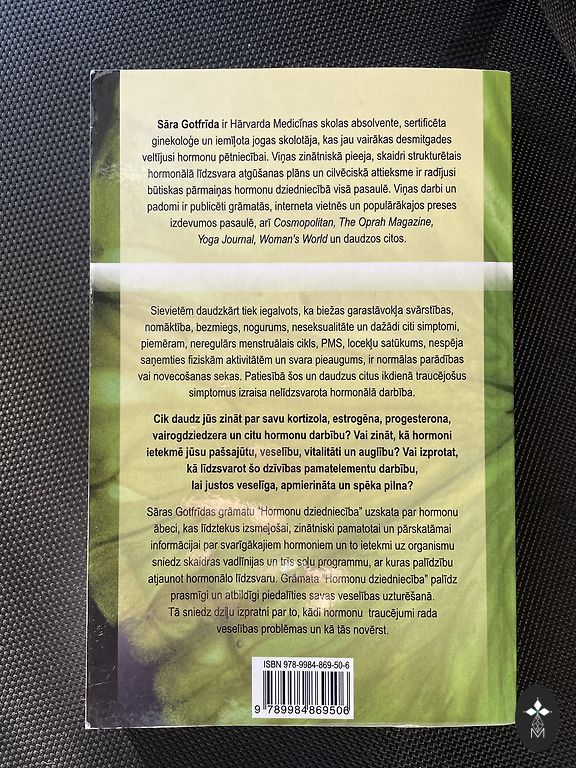 Sāra Gotfrīda ir Hārvarda Medicīnas skolas absolvente, sertificēta
ginekoloģe un iemīļota jogas skolotāja, kas jau vairākas desmitgades
veltījusi hormonu pētniecībai. Viņas zinātniskā pieeja, skaidri strukturētais
hormonālā līdzsvara atgūšanas plāns un cilvēciskā attieksme ir radījusi
būtiskas pārmaiņas hormonu dziedniecībā visā pasaulē. Viņas darbi un
padomi ir publicēti grāmatās, interneta vietnēs un populārākajos preses
izdevumos pasaulē, arī Cosmopolitan, The Oprah Magazine,
Yoga Journal, Woman's World un daudzos citos.
Sievietēm daudzkārt tiek iegalvots, ka biežas garastāvokļa svārstības,
nomāktība, bezmiegs, nogurums, neseksualitāte un dažādi citi simptomi,
piemēram, neregulārs menstruālais cikls, PMS, locekļu satūkums, nespēja
saņemties fiziskām aktivitātēm un svara pieaugums, ir normālas parādības
vai novecošanas sekas. Patiesībā šos un daudzus citus ikdienā traucējošus
simptomus izraisa nelīdzsvarota hormonālā darbība.
Cik daudz jūs zināt par savu kortizola, estrogēna, progesterona,
vairogdziedzera un citu hormonu darbību? Vai zināt, kā hormoni
ietekmē jūsu pašsajūtu, veselību, vitalitāti un auglību? Vai izprotat,
kā līdzsvarot šo dzīvības pamatelementu darbību,
lai justos veselīga, apmierināta un spēka pilna?
Sāras Gotfrīdas grāmatu "Hormonu dziedniecība" uzskata par hormonu
ābeci, kas līdztekus izsmeļošai, zinātniski pamatotai un pārskatāmai
informācijai par svarīgākajiem hormoniem un to ietekmi uz organismu
sniedz skaidras vadlīnijas un trīs soļu programmu, ar kuras palīdzību
atjaunot hormonālo līdzsvaru. Grāmata "Hormonu dziedniecība" palīdz
prasmīgi un atbildīgi piedalīties savas veselības uzturēšanā.
Tā sniedz dziļu izpratni par to, kādi hormonu traucējumi rada
veselības problēmas un kā tās novērst.
ISBN 978-9984-869-50-6
9 789984 869506